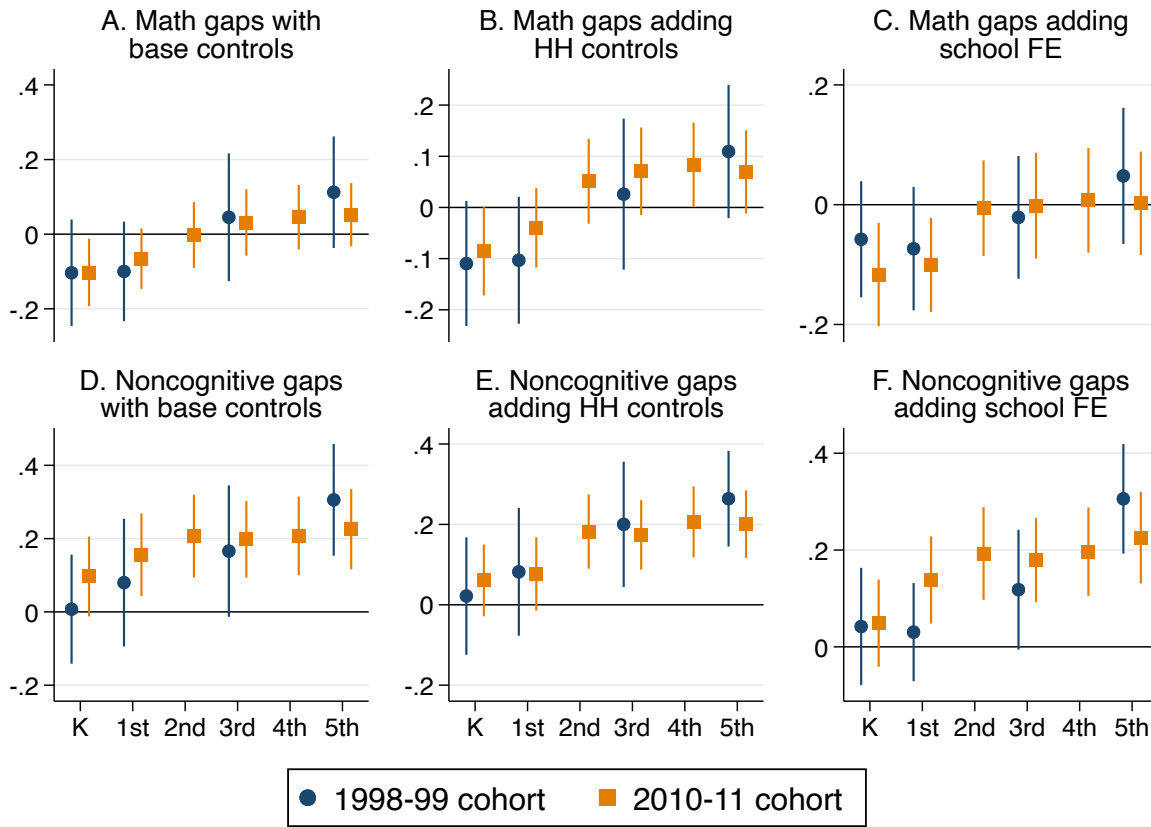 A. Math gaps with
base controls
B. Math gaps adding
HH controls
C. Math gaps adding
school FE
.4
.2
0
-.2
.2
.1
0
-.1
-.2
.2
0
-.2
D. Noncognitive gaps
with base controls
E. Noncognitive gaps
adding HH controls
F. Noncognitive gaps
adding school FE
.4
.2
0
-.2
.4
.2
0
-.2
.4
.2
0
K 1st 2nd 3rd 4th 5th
K 1st 2nd 3rd 4th 5th
K 1st 2nd 3rd 4th 5th
1998-99 cohort
2010-11 cohort